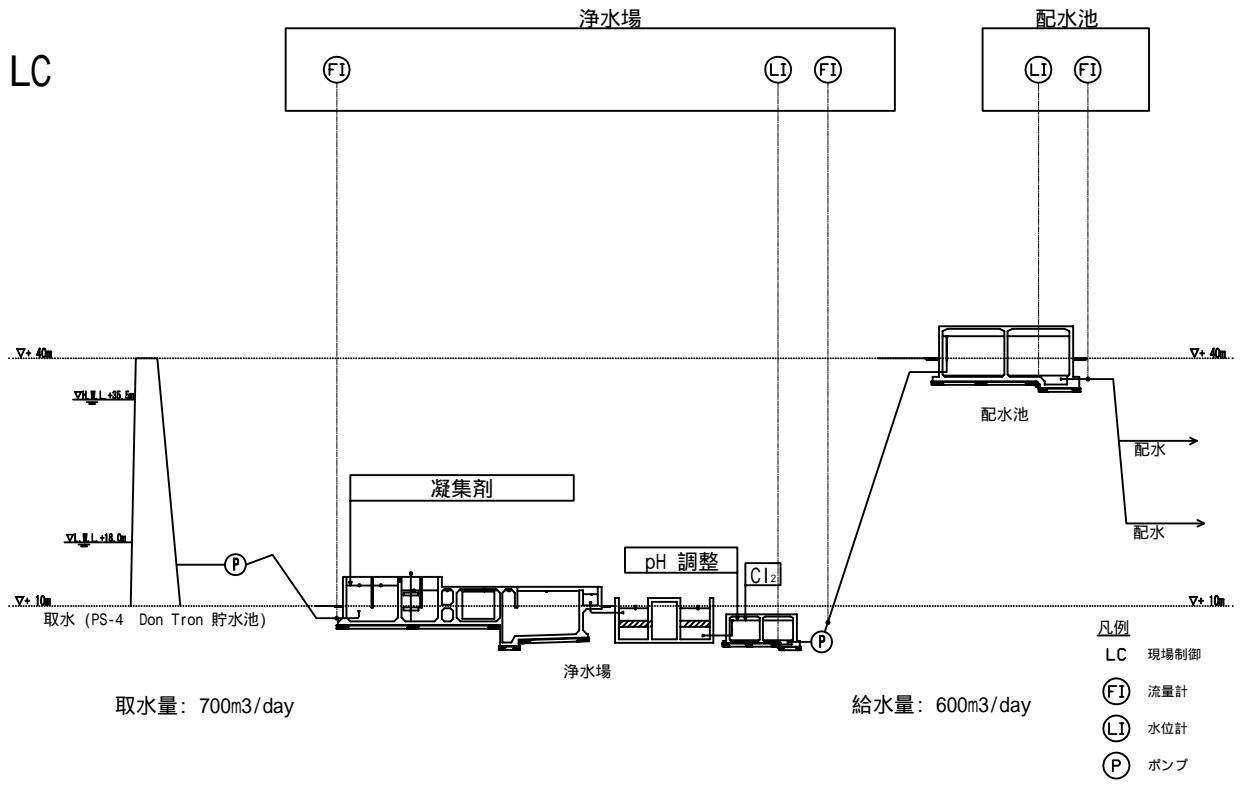 浄水場
配水池
LC
FI
LI
FI
LI
FI
▽+ 40m
▽+ 40m
▽H.W.L.+35.5m
配水池
配水
凝集剤
▽L.W.L.+18.0m
配水
P
pH 調整
Cl₂
▽+ 10m
▽+ 10m
取水 (PS-4 Don Tron 貯水池)
P
浄水場
取水量: 700m3/day
給水量: 600m3/day
凡例
LC 現場制御
FI 流量計
LI 水位計
P ポンプ